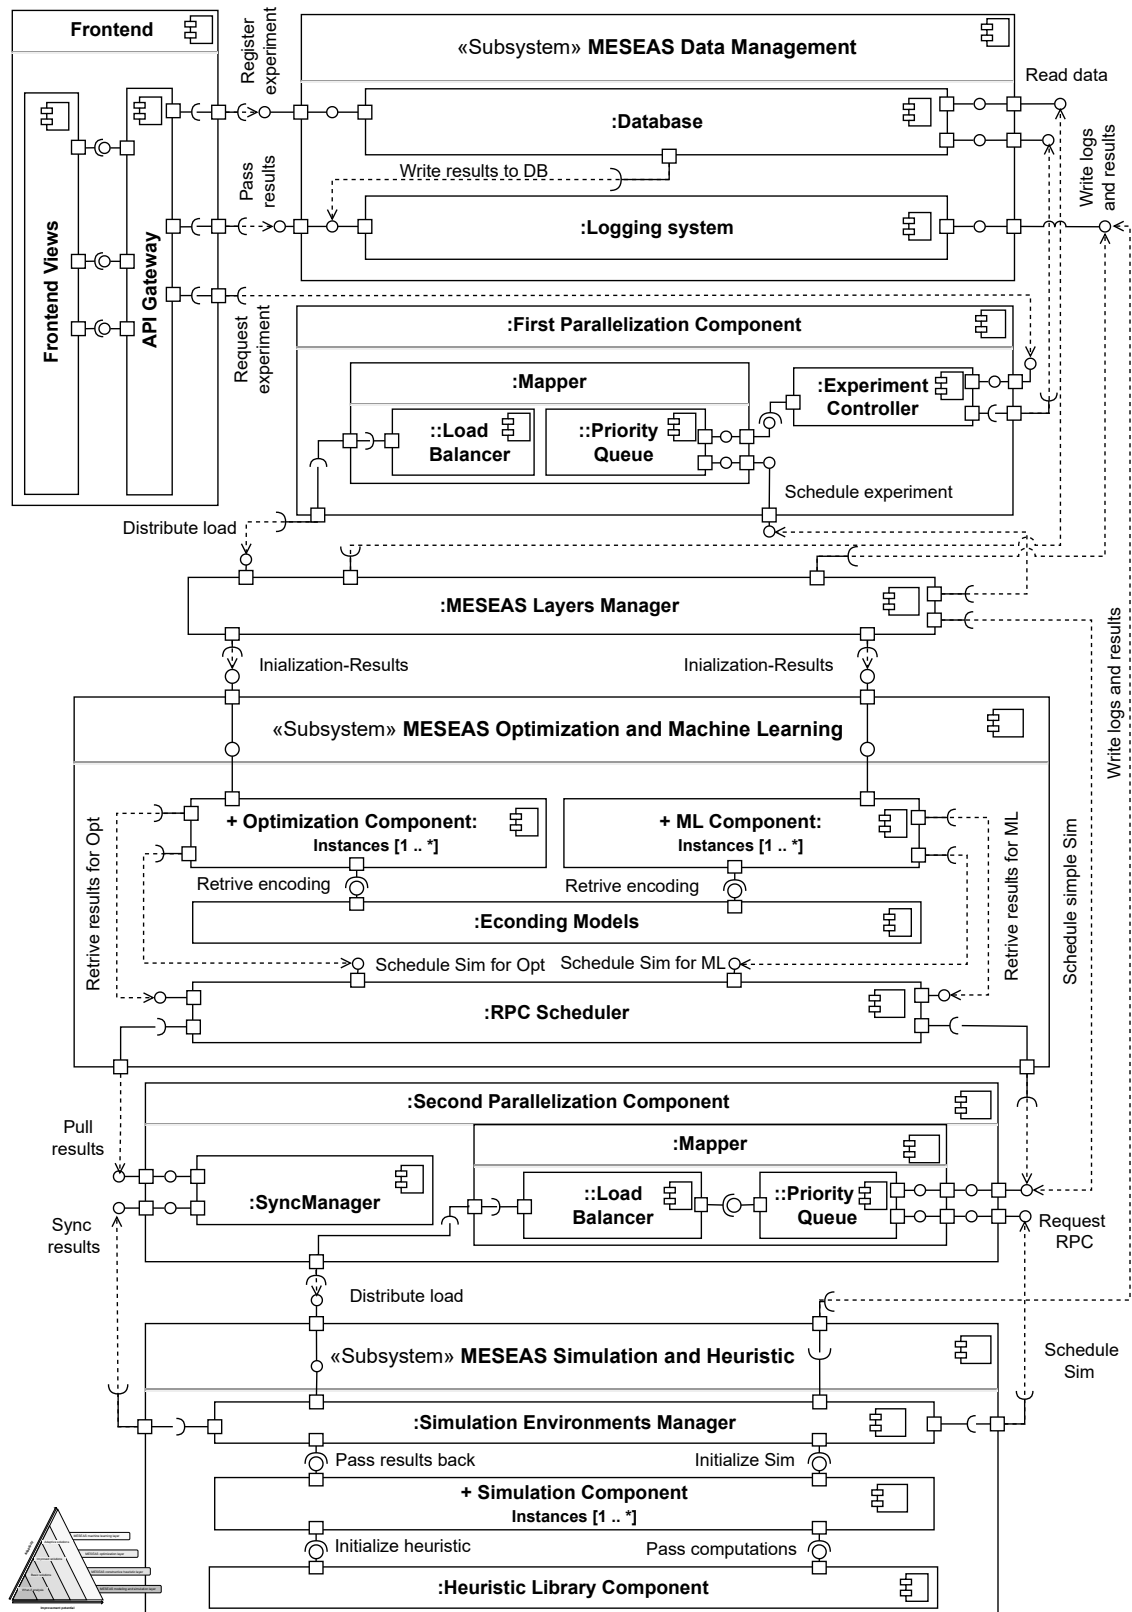 Frontend
Register
experiment
«Subsystem» MESEAS Data Management
Read data
:Database
Write results to DB
Pass
results
:Logging system
Write logs
and results
Frontend Views
API Gateway
Request
experiment
:First Parallelization Component
:Mapper
:Experiment
Controller
::Load
Balancer
::Priority
Queue
Schedule experiment
Distribute load
:MESEAS Layers Manager
Inialization-Results
Inialization-Results
Write logs and results
«Subsystem» MESEAS Optimization and Machine Learning
+ Optimization Component:
Instances [1 .. *]
+ ML Component:
Instances [1 .. *]
Retrive results for Opt
Retrive results for ML
Schedule simple Sim
Retrive encoding
Retrive encoding
:Econding Models
Schedule Sim for Opt
Schedule Sim for ML
:RPC Scheduler
:Second Parallelization Component
Pull
results
:Mapper
:SyncManager
::Load
Balancer
::Priority
Queue
Sync
results
Request
RPC
Distribute load
«Subsystem» MESEAS Simulation and Heuristic
Schedule
Sim
:Simulation Environments Manager
Pass results back
Initialize Sim
+ Simulation Component
Instances [1 .. *]
Initialize heuristic
Pass computations
:Heuristic Library Component